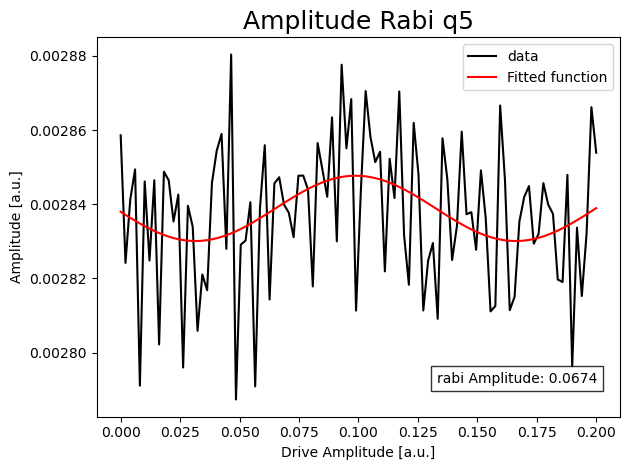 Amplitude Rabi q5
data
Fitted function
0.00288
0.00286
0.00284
0.00282
0.00280
Amplitude [a.u.]
rabi Amplitude: 0.0674
0.000
0.025
0.050
0.075
0.100
0.125
0.150
0.175
0.200
Drive Amplitude [a.u.]